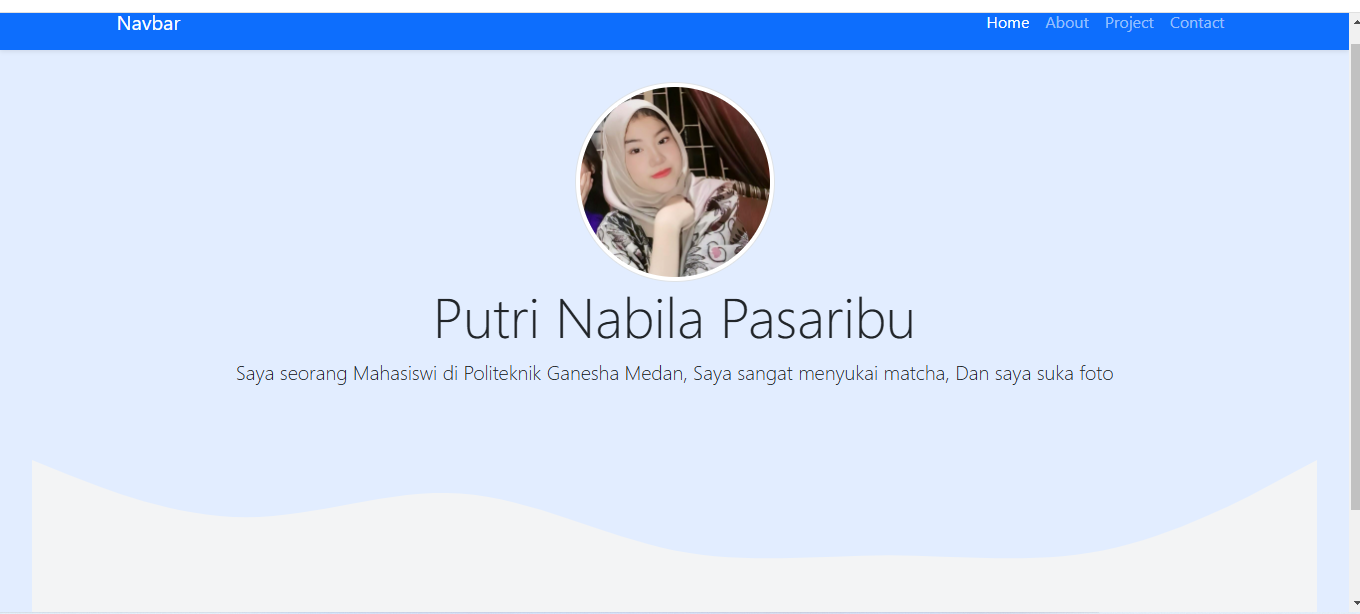 Navbar Home About Project Contact
Putri Nabila Pasaribu
Saya seorang Mahasiswi di Politeknik Ganesha Medan, Saya sangat menyukai matcha, Dan saya suka foto